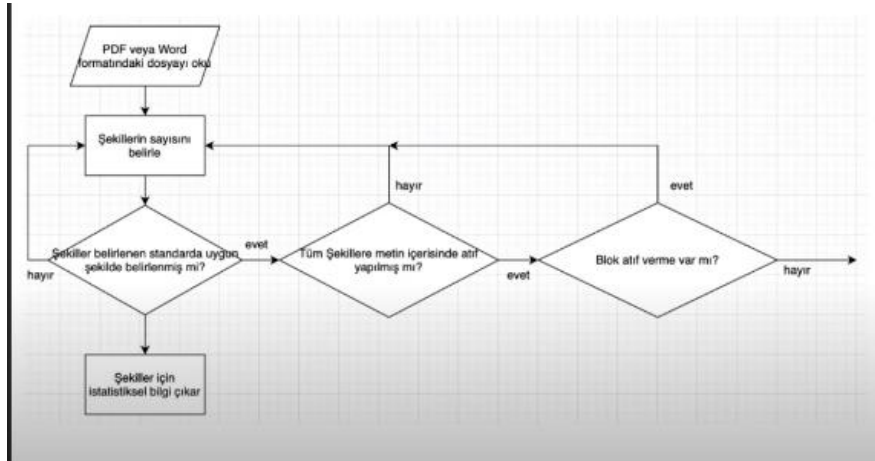 PDF veya Word
formatındaki dosyayı oku
Şekillerin sayısını
belirle
hayır
evet
Şekiller belirlenen standarda uygun
şekilde belirlenmiş mi?
evet
hayır
Tüm Şekillere metin içerisinde atıf
yapılmış mı?
evet
Blok atıf verme var mı?
hayır
Şekiller için
istatistiksel bilgi çıkar